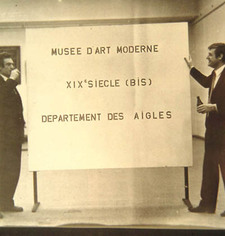 MUSEE D'ART MODERNE
XIXᵉ SIECLE (BIS)
DEPARTEMENT DES AIGLES